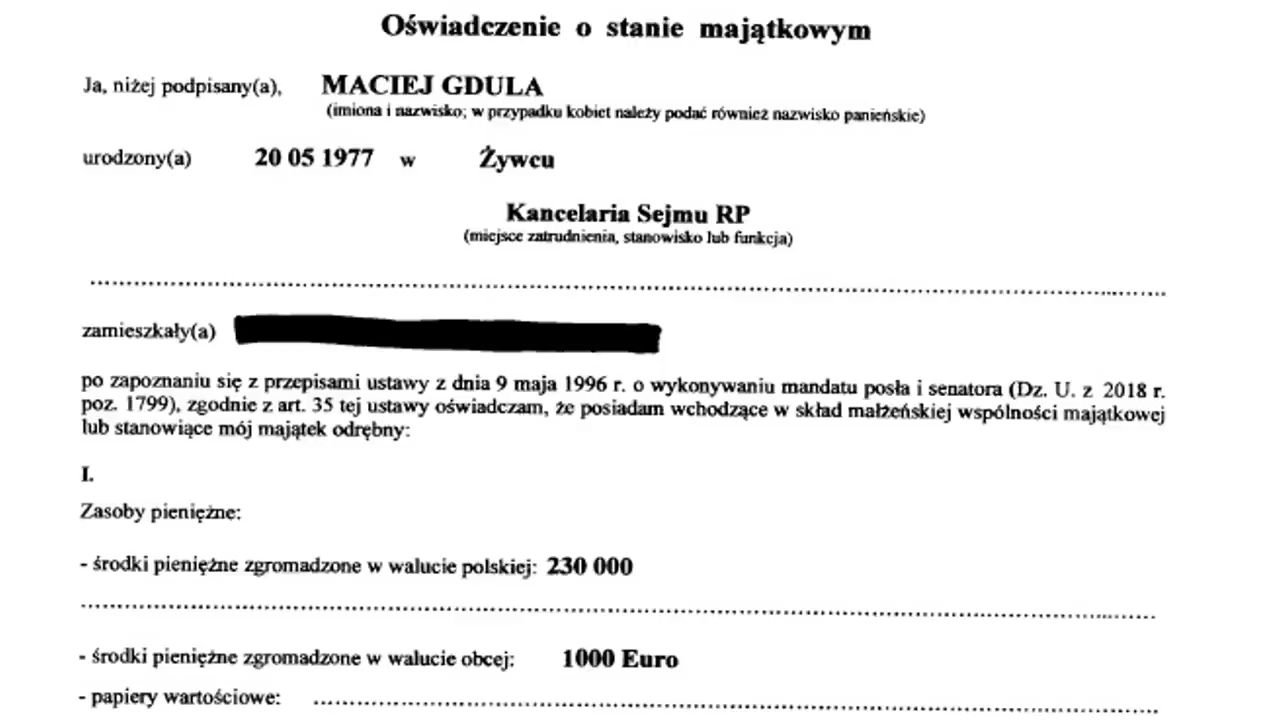 Oświadczenie o stanie majątkowym
Ja, niżej podpisany(a), MACIEJ GDULA
(imiona i nazwisko; w przypadku kobiet należy podać również nazwisko panieńskie)
urodzony(a) 20 05 1977 w Żywcu
Kancelaria Sejmu RP
(miejsce zatrudnienia, stanowisko lub funkcja)
zamieszkały(a)
po zapoznaniu się z przepisami ustawy z dnia 9 maja 1996 r. o wykonywaniu mandatu posła i senatora (Dz. U. z 2018 r.
poz. 1799), zgodnie z art. 35 tej ustawy oświadczam, że posiadam wchodzące w skład małżeńskiej wspólności majątkowej
lub stanowiące mój majątek odrębny:
I.
Zasoby pieniężne:
- środki pieniężne zgromadzone w walucie polskiej: 230 000
- środki pieniężne zgromadzone w walucie obcej: 1000 Euro
- papiery wartościowe: